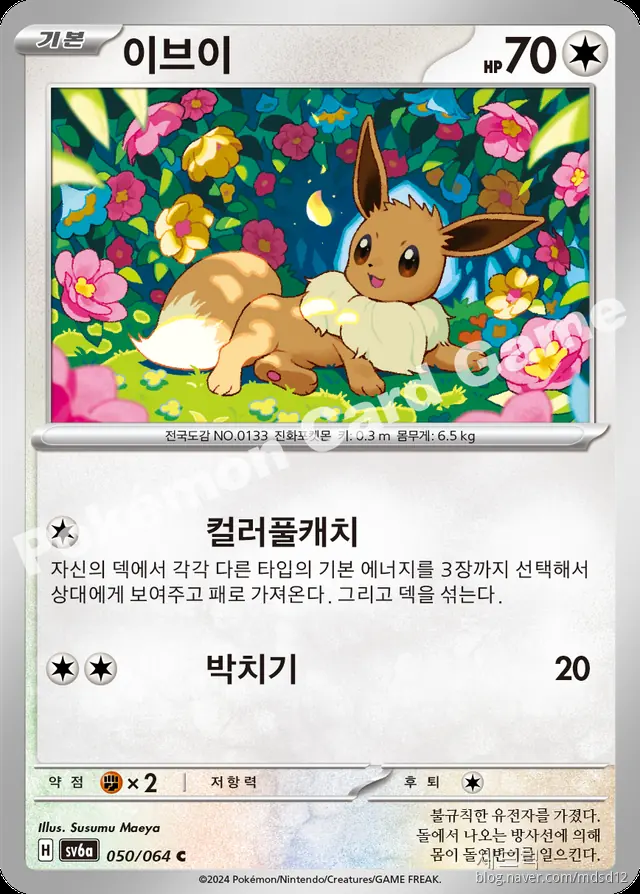 기본 이브이 HP 70
전국도감 NO.0133 진화포켓몬 키: 0.3 m 몸무게: 6.5 kg
컬러풀캐치
자신의 덱에서 각각 다른 타입의 기본 에너지를 3장까지 선택해서
상대에게 보여주고 패로 가져온다. 그리고 덱을 섞는다.
박치기 20
약점 ×2 저항력 후퇴
Illus. Susumu Maeya
H sv6a 050/064 C
불규칙한 유전자를 가졌다.
돌에서 나오는 방사선에 의해
몸이 돌연변이를 일으킨다.
©2024 Pokémon/Nintendo/Creatures/GAME FREAK.
Pokémon Card Game
blog.naver.com/mdsd12